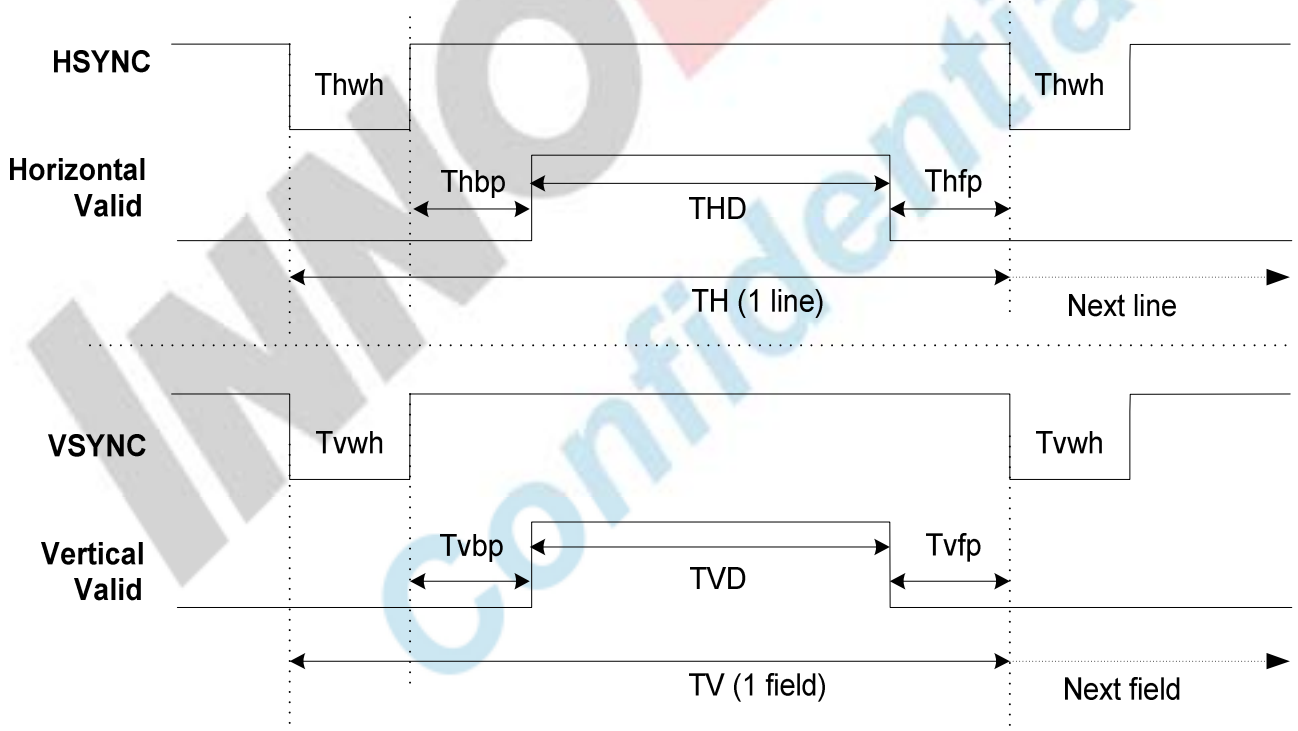 HSYNC
Thwh
Thwh
Horizontal
Valid
Thbp
THD
Thfp
TH (1 line)
Next line
VSYNC
Tvwh
Tvwh
Vertical
Valid
Tvbp
TVD
Tvfp
TV (1 field)
Next field
INNO
Confidentia